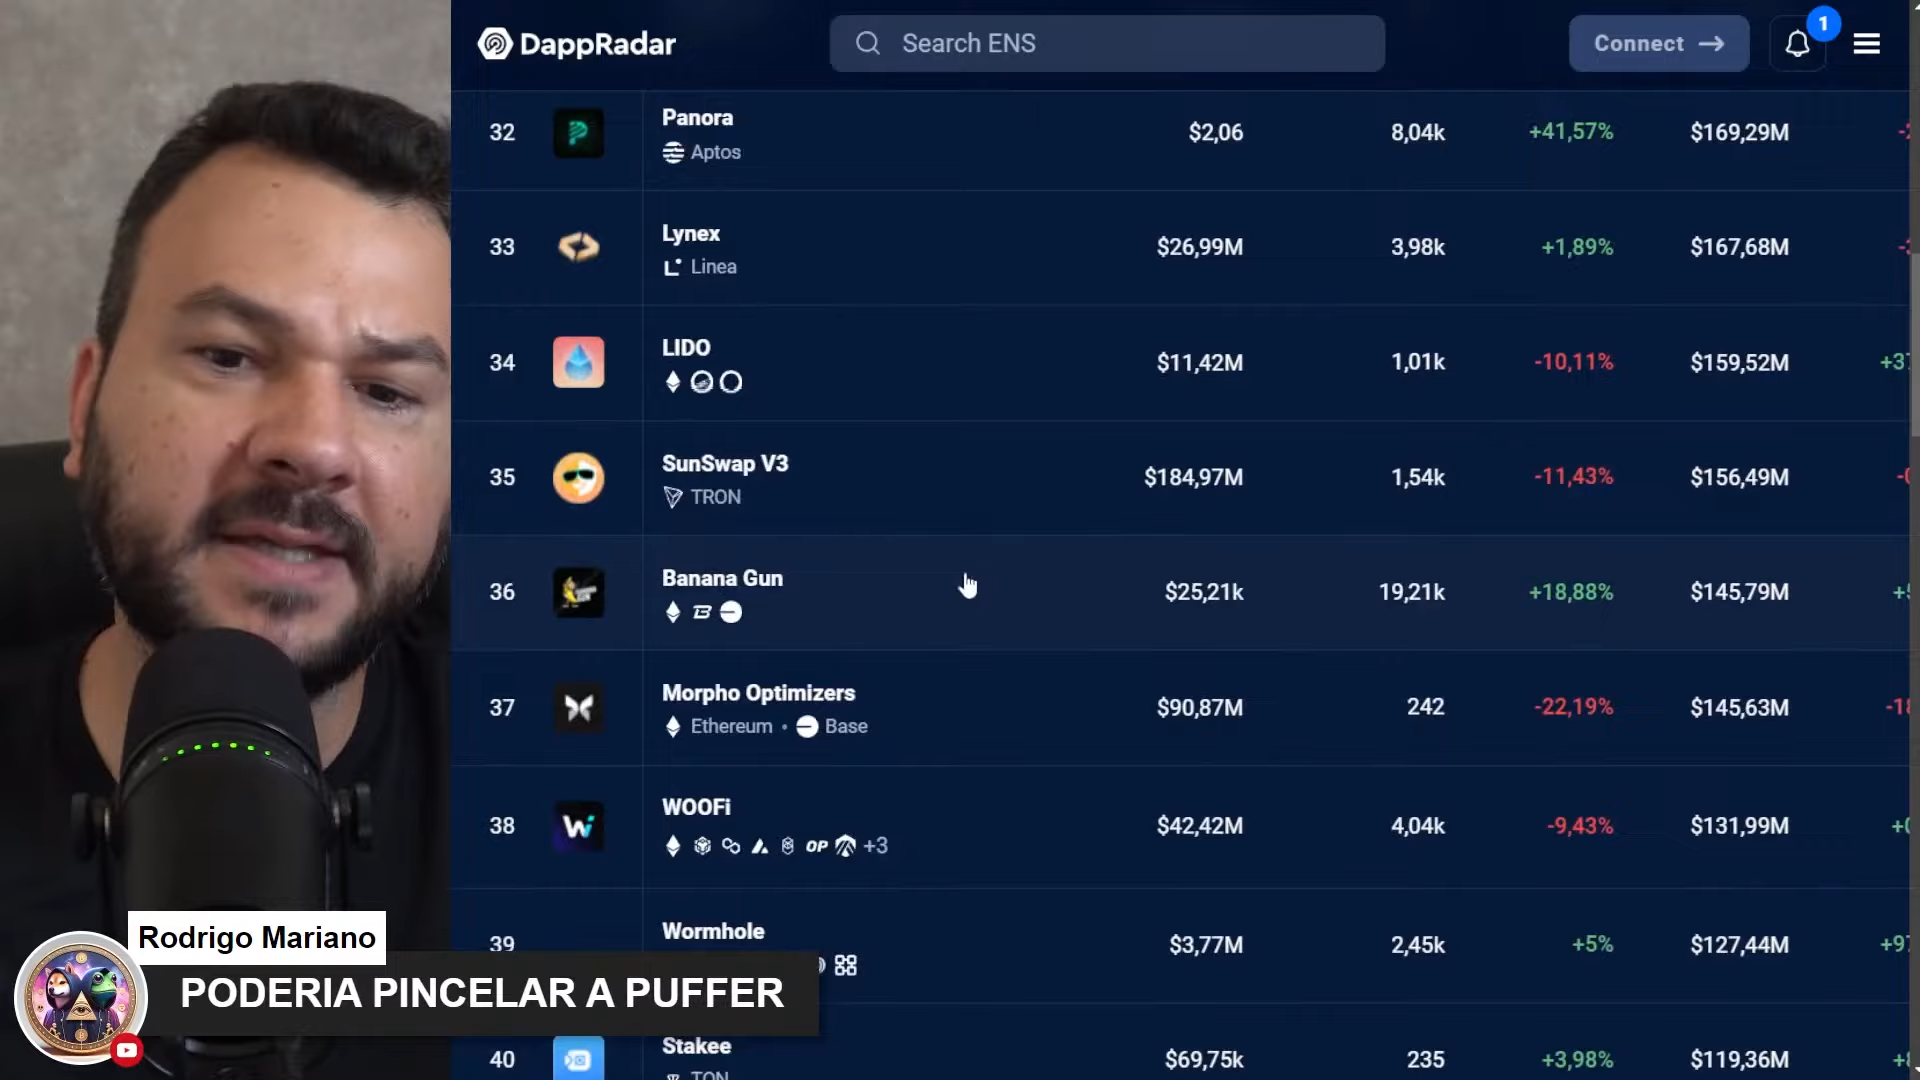 DappRadar
Search ENS
Connect →
1
32 Panora $2,06 8,04k +41,57% $169,29M
Aptos
33 Lynex $26,99M 3,98k +1,89% $167,68M
Linea
34 LIDO $11,42M 1,01k -10,11% $159,52M +37
35 SunSwap V3 $184,97M 1,54k -11,43% $156,49M
TRON
36 Banana Gun $25,21k 19,21k +18,88% $145,79M
37 Morpho Optimizers $90,87M 242 -22,19% $145,63M -18
Ethereum • Base
38 WOOFi $42,42M 4,04k -9,43% $131,99M
OP +3
39 Wormhole $3,77M 2,45k +5% $127,44M +97
40 Stakee $69,75k 235 +3,98% $119,36M
TON
Rodrigo Mariano
PODERIA PINCELAR A PUFFER